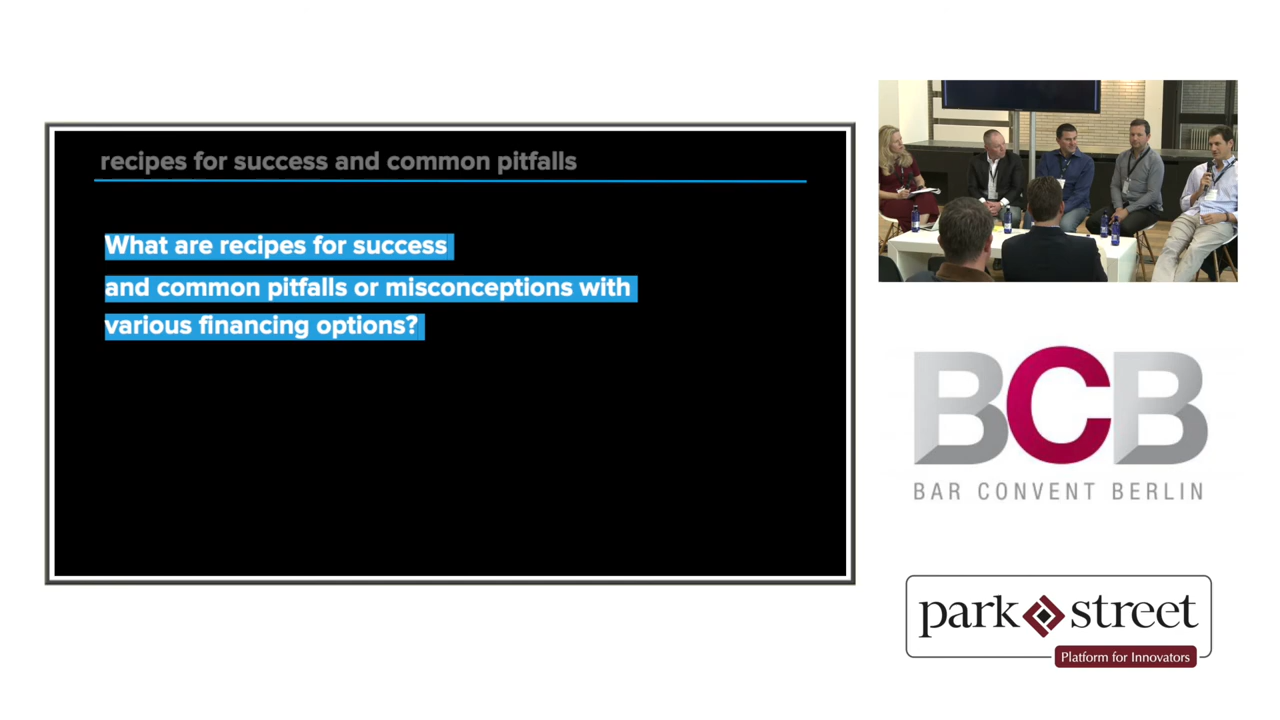 recipes for success and common pitfalls
What are recipes for success
and common pitfalls or misconceptions with
various financing options?
BCB
BAR CONVENT BERLIN
park street
Platform for Innovators